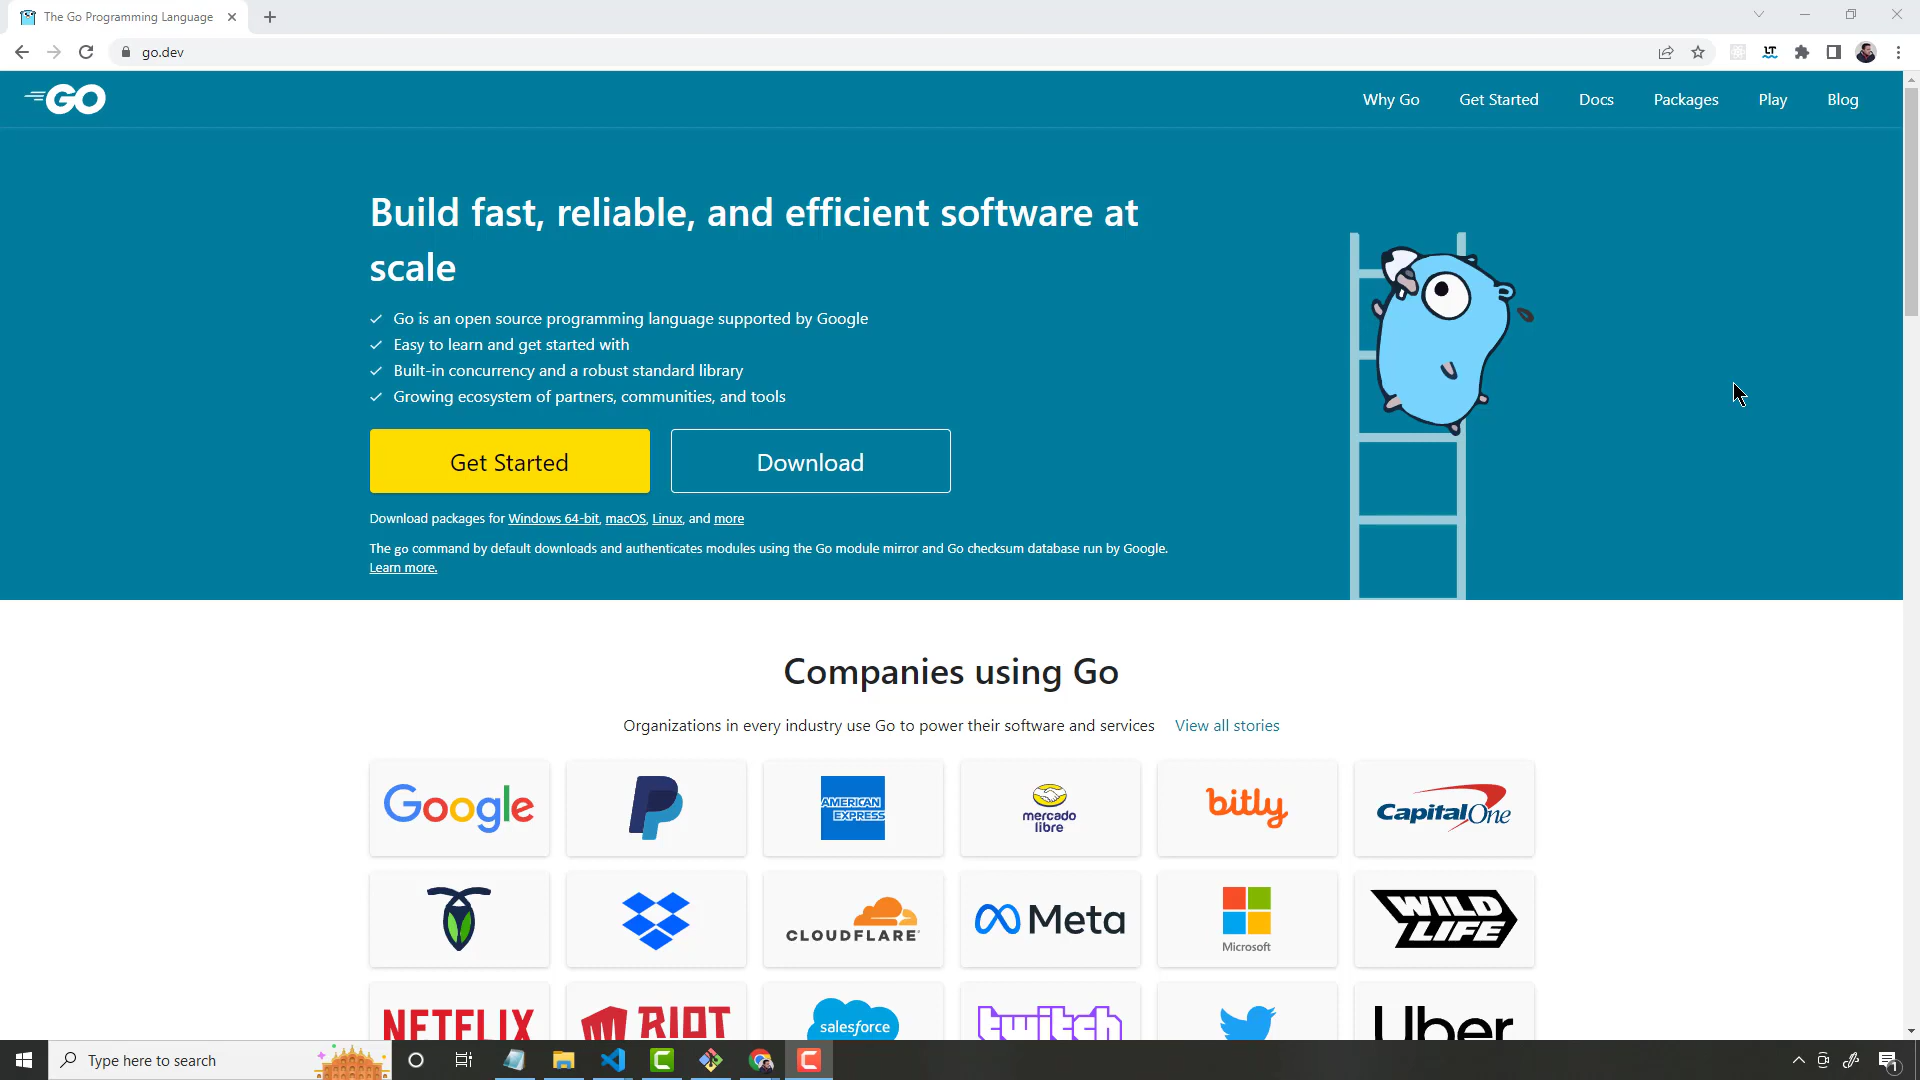 The Go Programming Language
go.dev
GO
Why Go
Get Started
Docs
Packages
Play
Blog
Build fast, reliable, and efficient software at
scale
Go is an open source programming language supported by Google
Easy to learn and get started with
Built-in concurrency and a robust standard library
Growing ecosystem of partners, communities, and tools
Get Started
Download
Download packages for Windows 64-bit, macOS, Linux, and more
The go command by default downloads and authenticates modules using the Go module mirror and Go checksum database run by Google.
Learn more.
Companies using Go
Organizations in every industry use Go to power their software and services View all stories
Google
AMERICAN
EXPRESS
mercado
libre
bitly
CapitalOne
CLOUDFLARE
Meta
Microsoft
WILD
LIFE
NETFLIX
RIOT
salesforce
twitch
Uber
LT
Type here to search
1